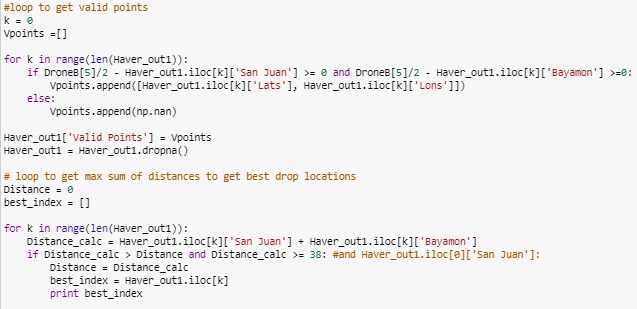 #loop to get valid points
k = 0
Vpoints =[]
for k in range(len(Haver_out1)):
    if DroneB[5]/2 - Haver_out1.iloc[k]['San Juan'] >= 0 and DroneB[5]/2 - Haver_out1.iloc[k]['Bayamon'] >=0:
        Vpoints.append([Haver_out1.iloc[k]['Lats'], Haver_out1.iloc[k]['Lons']])
    else:
        Vpoints.append(np.nan)
Haver_out1['Valid Points'] = Vpoints
Haver_out1 = Haver_out1.dropna()
# loop to get max sum of distances to get best drop locations
Distance = 0
best_index = []
for k in range(len(Haver_out1)):
    Distance_calc = Haver_out1.iloc[k]['San Juan'] + Haver_out1.iloc[k]['Bayamon']
    if Distance_calc > Distance and Distance_calc >= 38: #and Haver_out1.iloc[0]['San Juan']:
        Distance = Distance_calc
        best_index = Haver_out1.iloc[k]
        print best_index